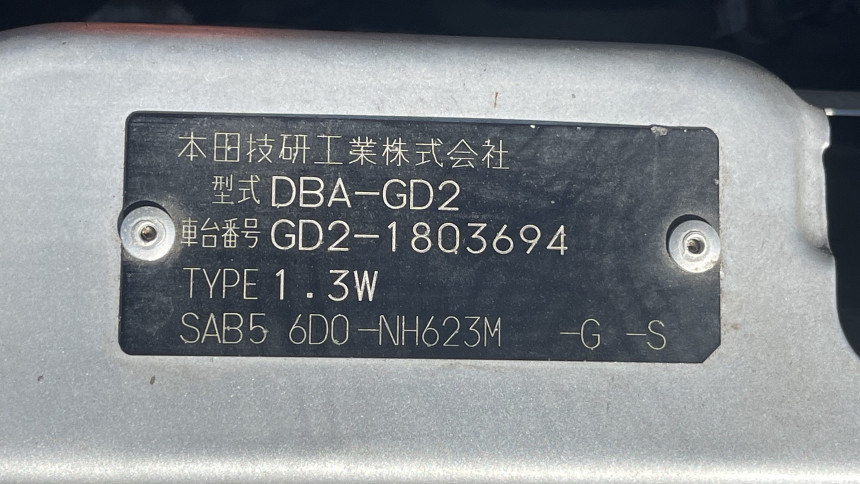 本田技研工業株式会社
型式 DBA-GD2
車台番号 GD2-1803694
TYPE 1.3W
SAB5 6D0-NH623M -G -S